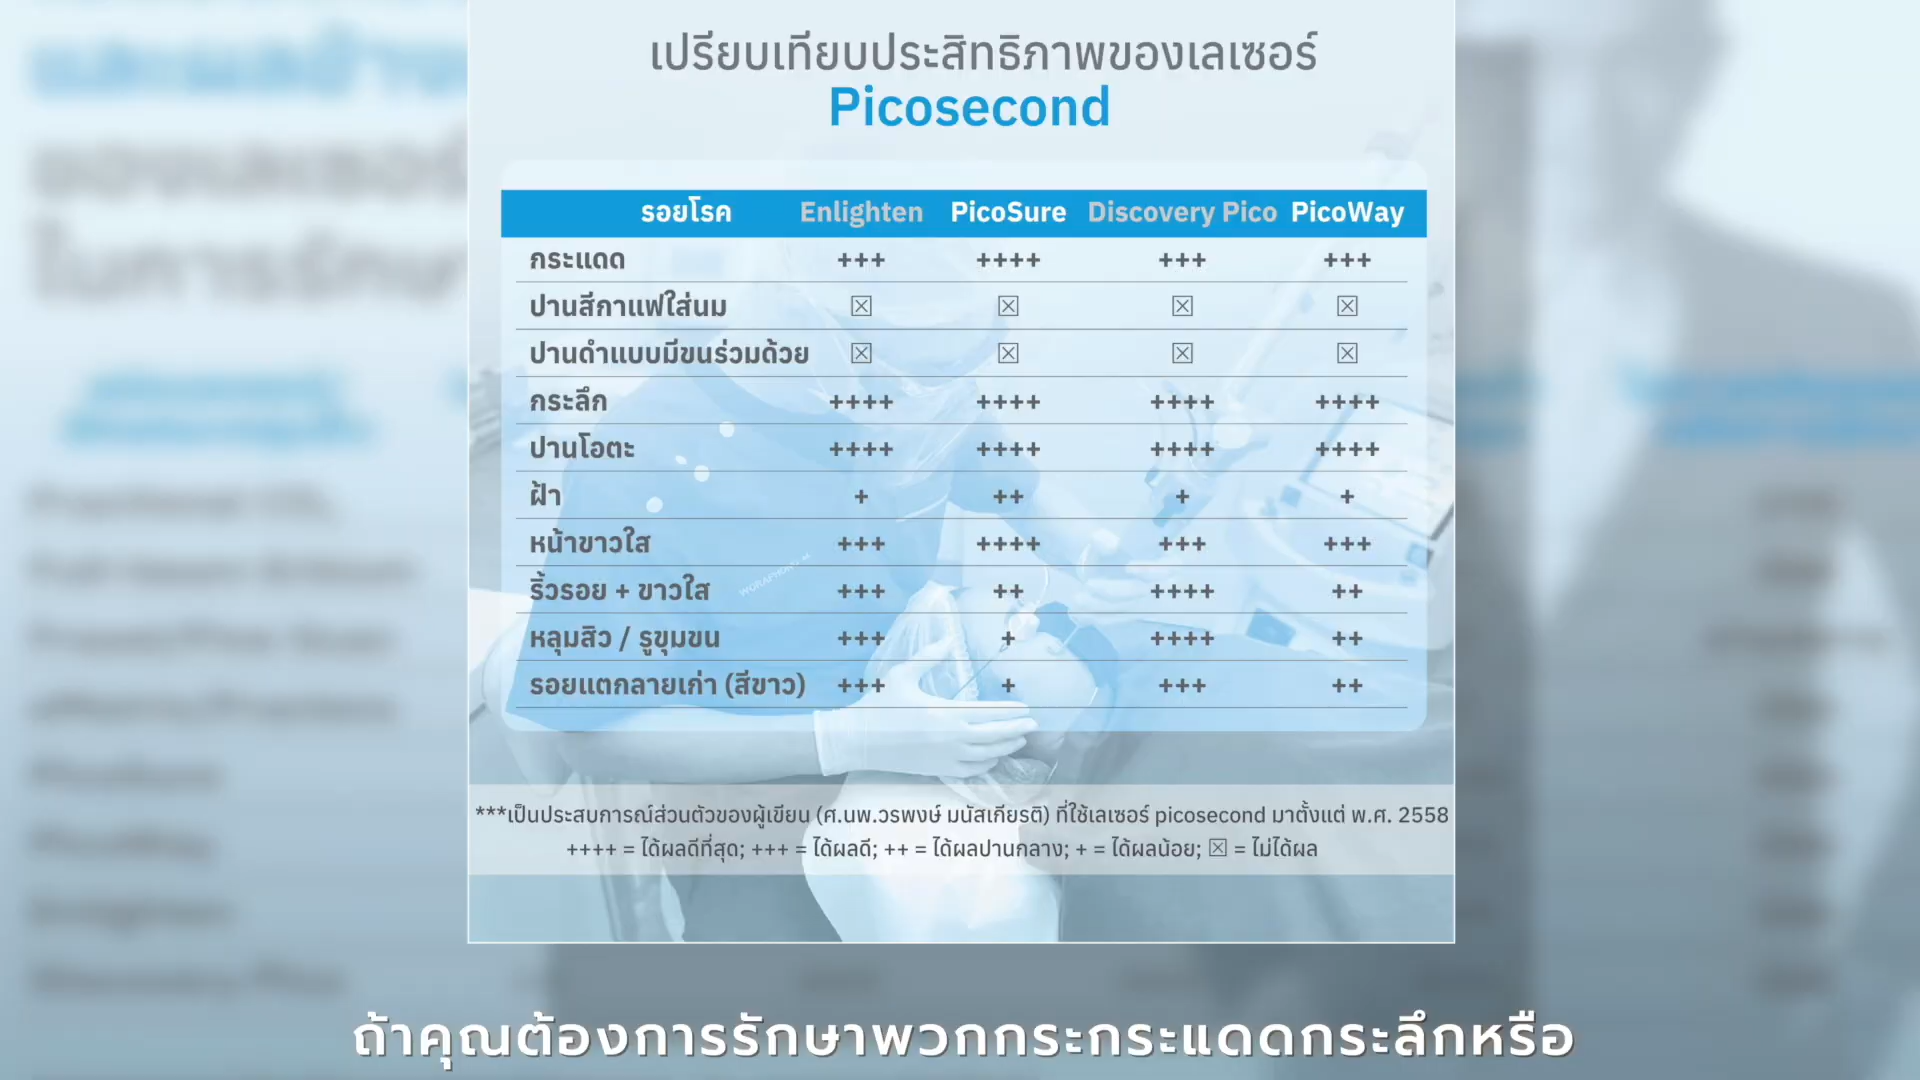 เปรียบเทียบประสิทธิภาพของเลเซอร์
Picosecond
รอยโรค Enlighten PicoSure Discovery Pico PicoWay
กระแดด +++ ++++ +++ +++
ปานสีกาแฟใส่นม ☒ ☒ ☒ ☒
ปานดำแบบมีขนร่วมด้วย ☒ ☒ ☒ ☒
กระลึก ++++ ++++ ++++ ++++
ปานโอตะ ++++ ++++ ++++ ++++
ฝ้า + ++ + +
หน้าขาวใส +++ ++++ +++ +++
ริ้วรอย + ขาวใส +++ ++ ++++ ++
หลุมสิว / รูขุมขน +++ + ++++ ++
รอยแตกลายเก่า (สีขาว) +++ + +++ ++
***เป็นประสบการณ์ส่วนตัวของผู้เขียน (ศ.นพ.วรพงษ์ มนัสเกียรติ) ที่ใช้เลเซอร์ picosecond มาตั้งแต่ พ.ศ. 2558
++++ = ได้ผลดีที่สุด; +++ = ได้ผลดี; ++ = ได้ผลปานกลาง; + = ได้ผลน้อย; ☒ = ไม่ได้ผล
ถ้าคุณต้องการรักษาพวกกระกระแดดกระลึกหรือ